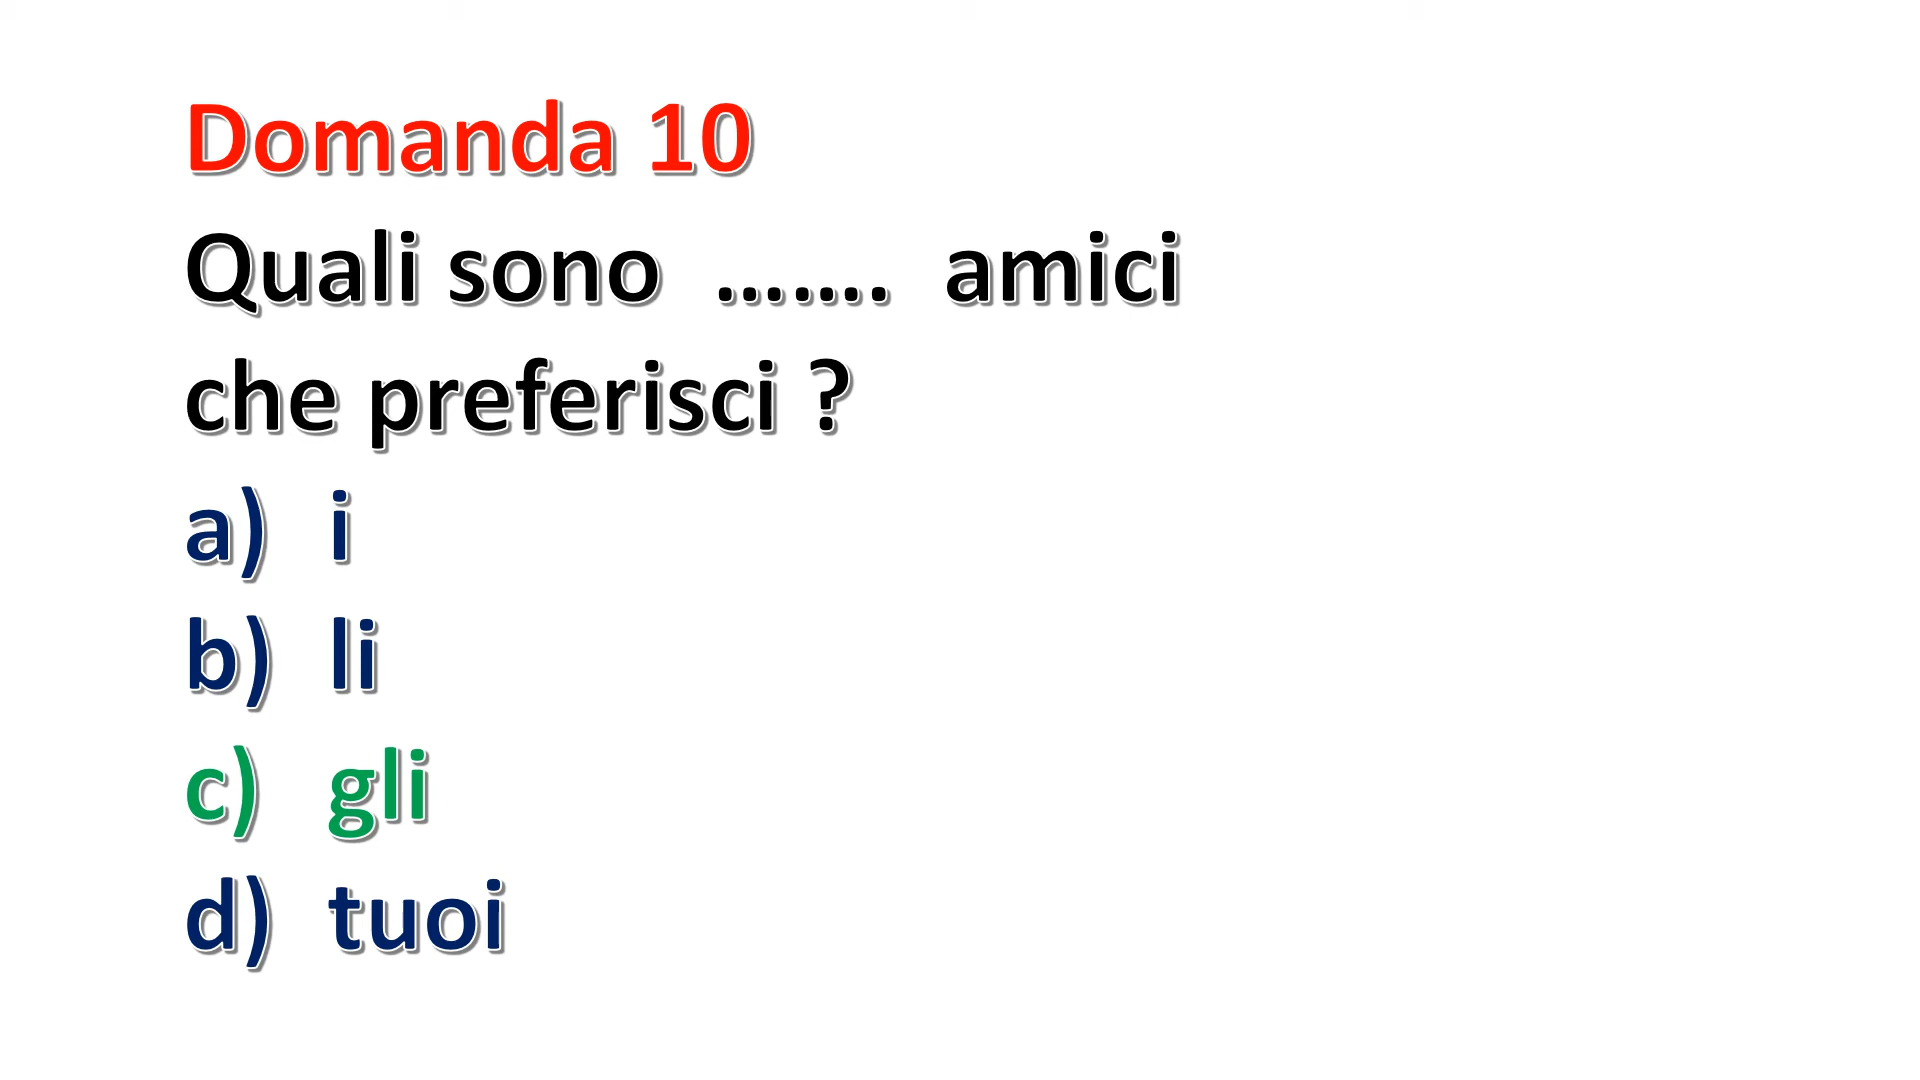 Domanda 10
Quali sono ....... amici
che preferisci ?
a) i
b) li
c) gli
d) tuoi